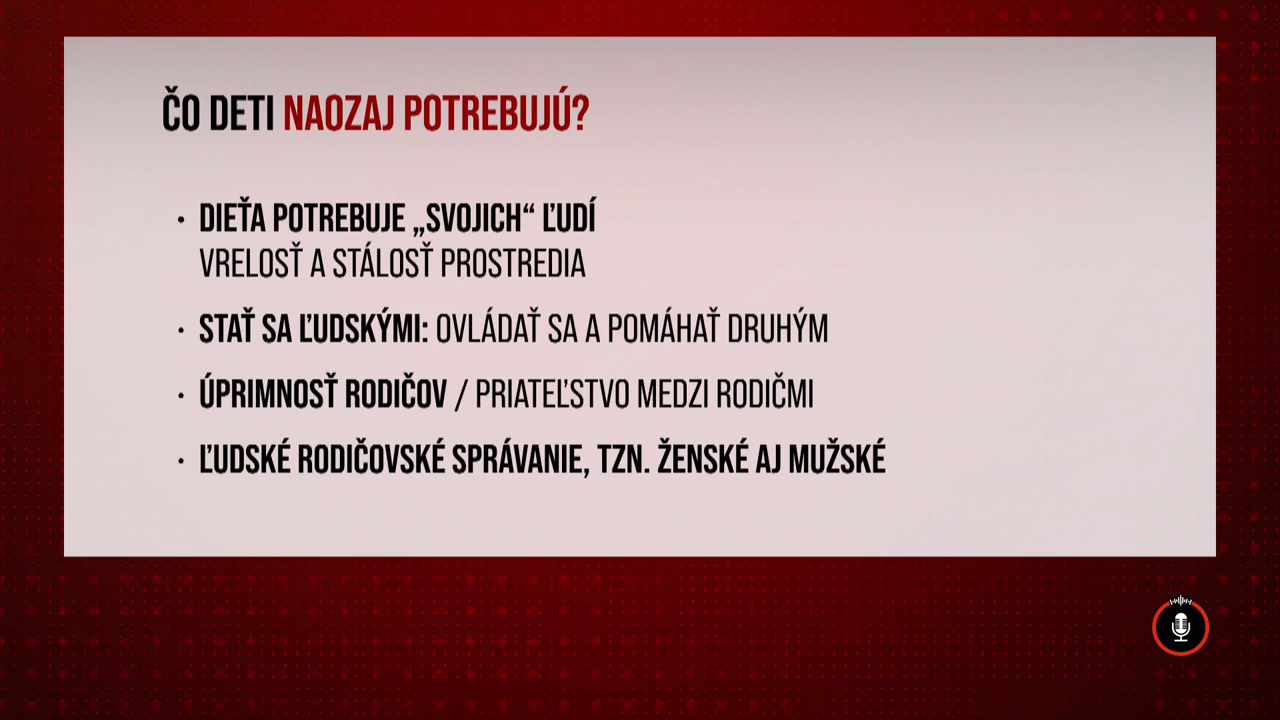 ČO DETI NAOZAJ POTREBUJÚ?
• DIEŤA POTREBUJE „SVOJICH“ ĽUDÍ
VRELOSŤ A STÁLOSŤ PROSTREDIA
• STAŤ SA ĽUDSKÝMI: OVLÁDAŤ SA A POMÁHAŤ DRUHÝM
• ÚPRIMNOSŤ RODIČOV / PRIATEĽSTVO MEDZI RODIČMI
• ĽUDSKÉ RODIČOVSKÉ SPRÁVANIE, TZN. ŽENSKÉ AJ MUŽSKÉ